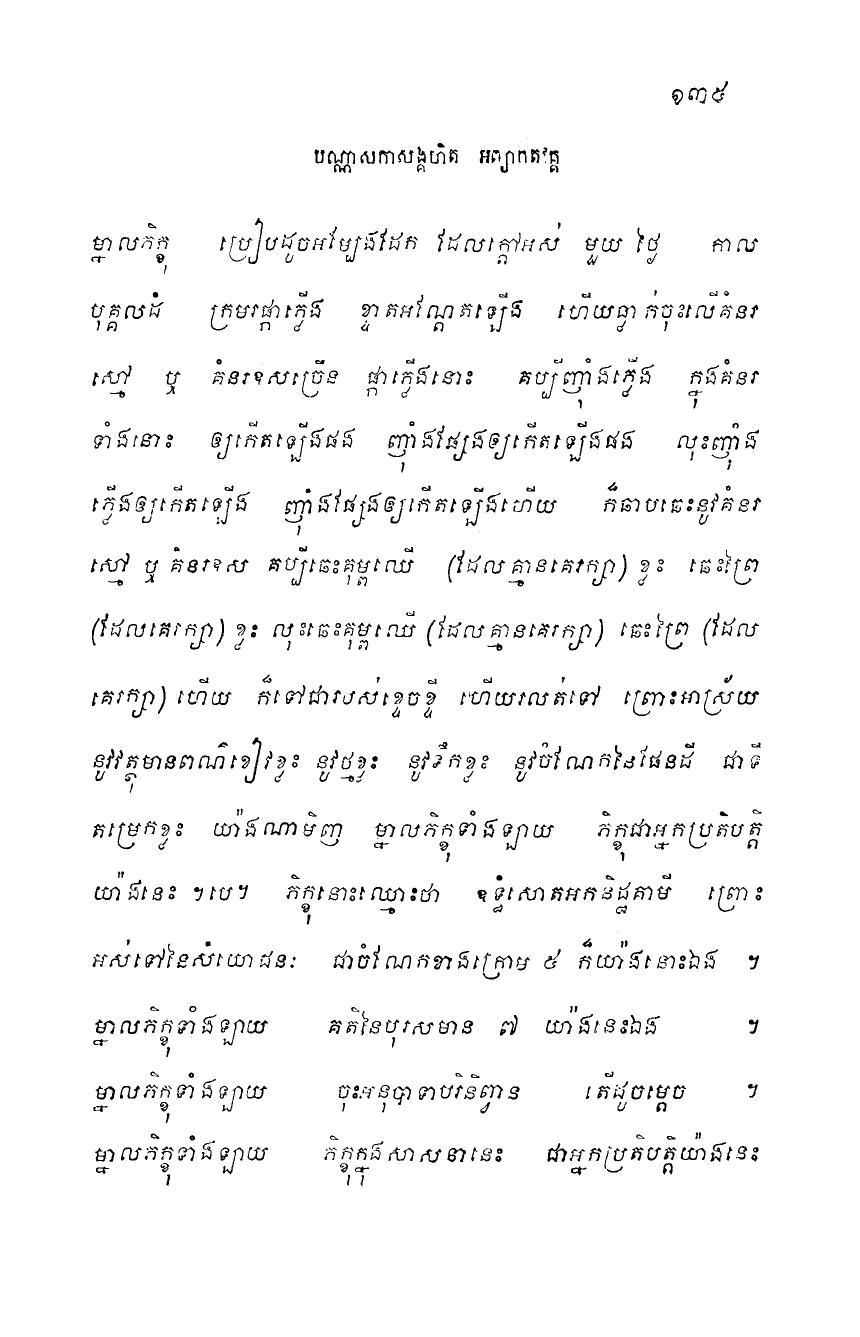 ១៣៥
បណ្ណាសកាសង្គហិត អព្យាកតវគ្គ
ម្នាលភិក្ខុ ប្រៀបដូចអម្បែងដែក ដែលក្តៅអស់ មួយ ថ្ងៃ កាល
បុគ្គលដំ ក្រមរផ្កាភ្លើង ខ្ទាតអណ្តែតឡើង ហើយធ្លាក់ចុះលើគំនរ
ស្មៅ ឬ គំនរឧសច្រើន ផ្កាភ្លើងនោះ គប្បីញុំាងភ្លើង ក្នុងគំនរ
ទាំងនោះ ឲ្យកើតឡើងផង ញុំាងផ្សែងឲ្យកើតឡើងផង លុះញុំាង
ភ្លើងឲ្យកើតឡើង ញុំាងផ្សែងឲ្យកើតឡើងហើយ ក៏ឆាបឆេះនូវគំនរ
ស្មៅ ឬ គំនរឧស គប្បីឆេះគុម្ពឈើ (ដែលគ្មានគេរក្សា) ខ្លះ ឆេះព្រៃ
(ដែលគេរក្សា) ខ្លះ លុះឆេះគុម្ពឈើ (ដែលគ្មានគេរក្សា) ឆេះព្រៃ (ដែល
គេរក្សា) ហើយ ក៏ទៅជារបស់ខ្ទេចខ្ទី ហើយរលត់ទៅ ព្រោះអាស្រ័យ
នូវវត្ថុមានពណ៌ខៀវខ្លះ នូវថ្មខ្លះ នូវទឹកខ្លះ នូវចំណែកនៃផែនដី ជាទី
តម្រេកខ្លះ យ៉ាងណាមិញ ម្នាលភិក្ខុទាំងឡាយ ភិក្ខុជាអ្នកប្រតិបត្តិ
យ៉ាងនេះ ។បេ។ ភិក្ខុនោះឈ្មោះថា ឧទ្ធំសោតអកនិដ្ឋគាមី ព្រោះ
អស់ទៅនៃសំយោជនៈ ជាចំណែកខាងក្រោម ៥ ក៏យ៉ាងនោះឯង ។
ម្នាលភិក្ខុទាំងឡាយ គតិនៃបុរសមាន ៧ យ៉ាងនេះឯង ។
ម្នាលភិក្ខុទាំងឡាយ ចុះអនុបាទាបរិនិព្វាន តើដូចម្តេច ។
ម្នាលភិក្ខុទាំងឡាយ ភិក្ខុក្នុងសាសនានេះ ជាអ្នកប្រតិបត្តិយ៉ាងនេះ